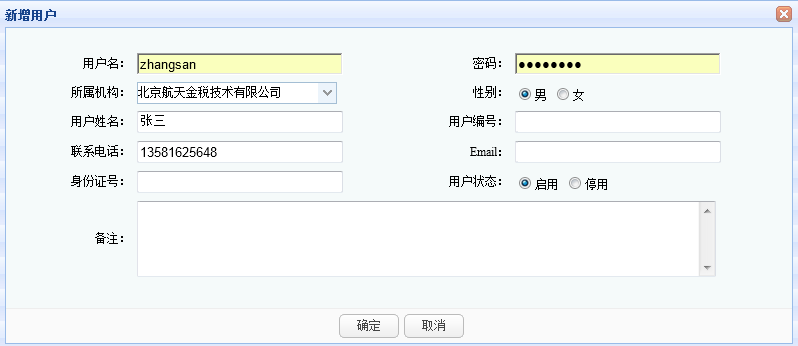 新增用户
用户名： zhangsan 密码： ●●●●●●●●
所属机构： 北京航天金税技术有限公司 性别： 男 女
用户姓名： 张三 用户编号：
联系电话： 13581625648 Email：
身份证号： 用户状态： 启用 停用
备注：
确定 取消